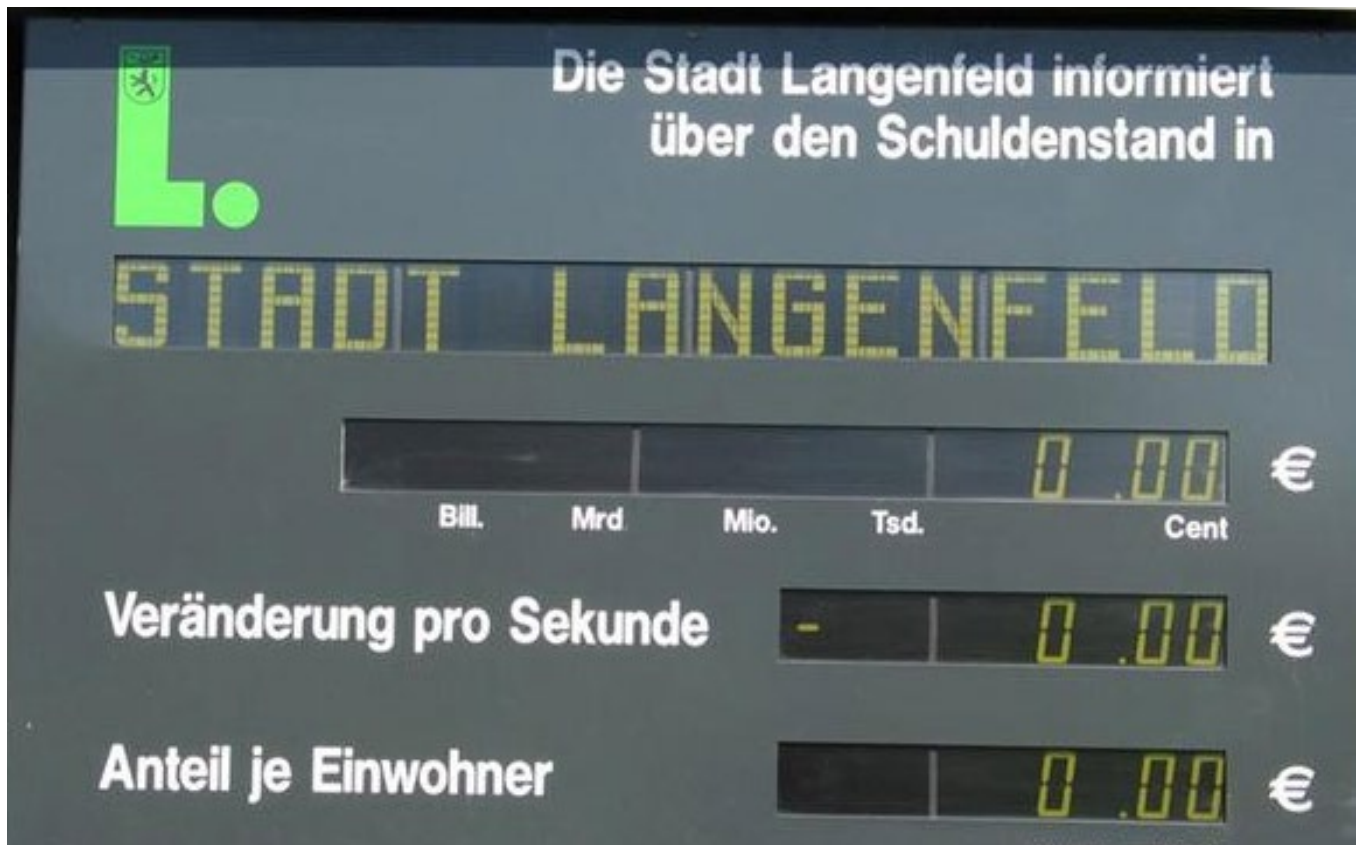 Die Stadt Langenfeld informiert
über den Schuldenstand in
L.
STADT LANGENFELD
0.00 €
Bill. Mrd Mio. Tsd. Cent
Veränderung pro Sekunde - 0.00 €
Anteil je Einwohner 0.00 €